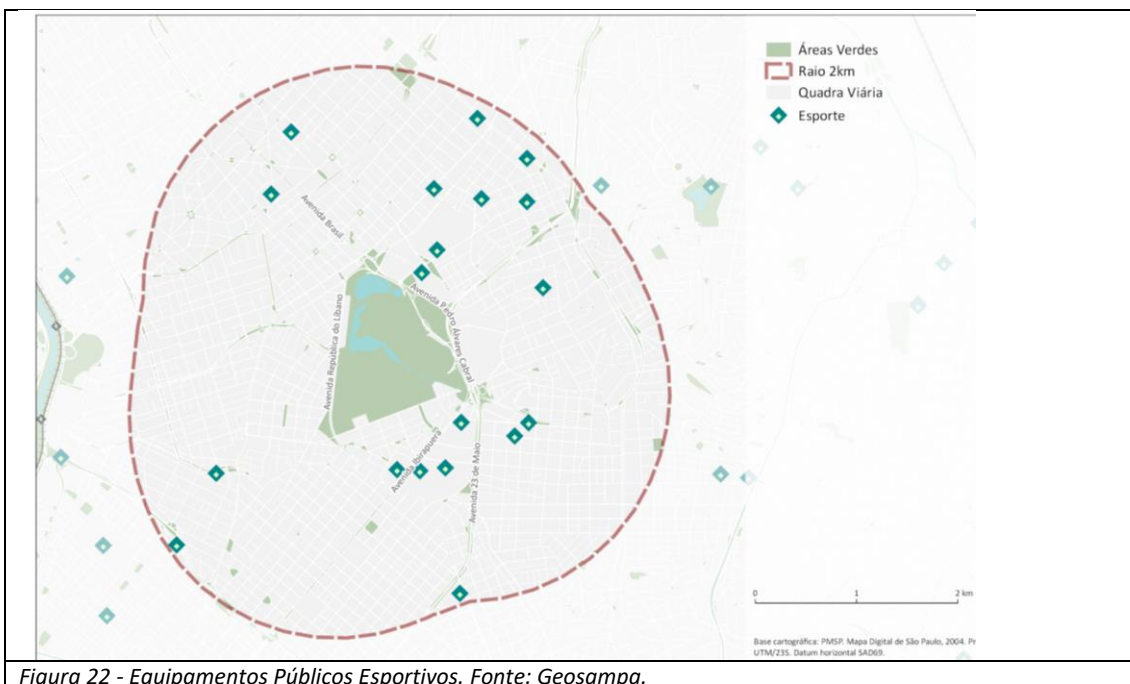 Áreas Verdes
Raio 2km
Quadra Viária
Esporte
Avenida Brasil
Avenida República do Líbano
Avenida Pedro Álvares Cabral
Avenida Ibirapuera
Avenida 23 de Maio
0 1 2 km
Base cartográfica: PMSP. Mapa Digital de São Paulo, 2004. Pr
UTM/23S. Datum horizontal SAD69.
Figura 22 - Equipamentos Públicos Esportivos. Fonte: Geosampa.